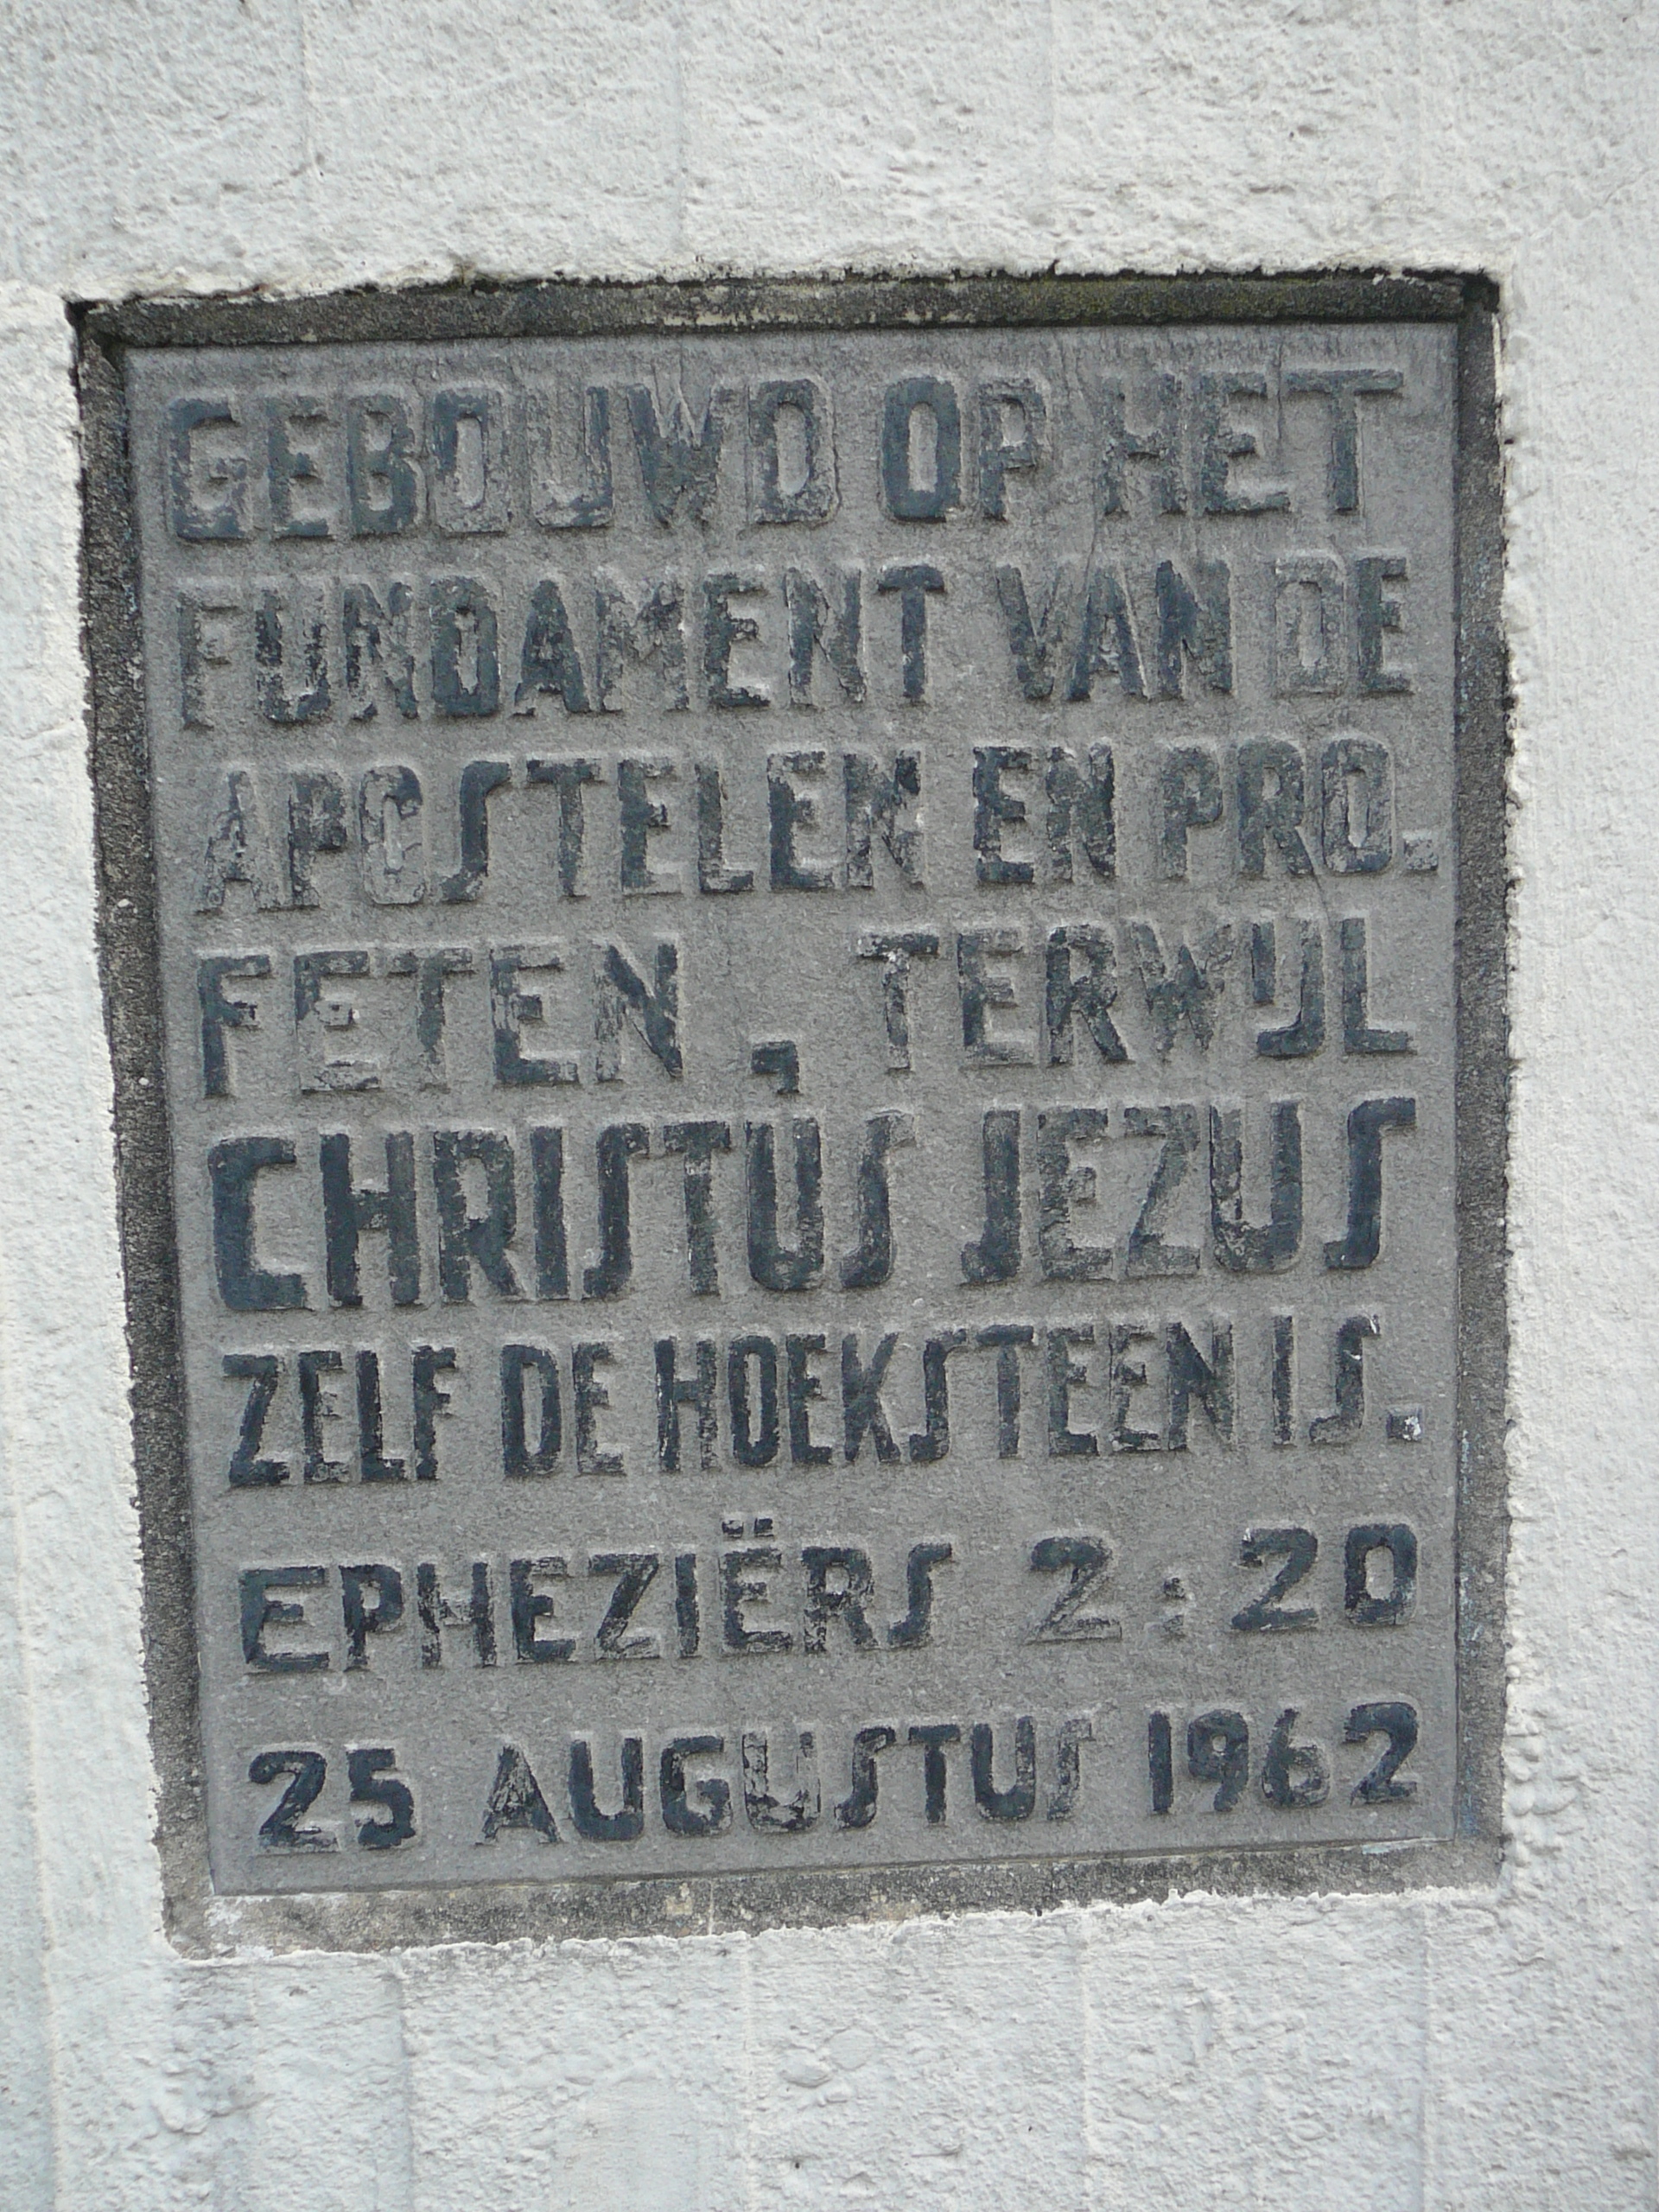 GEBOUWD OP HET
FUNDAMENT VAN DE
APOSTELEN EN PRO-
FETEN, TERWIJL
CHRISTUS JEZUS
ZELF DE HOEKSTEEN IS.
EPHEZIËRS 2:20
25 AUGUSTUS 1962